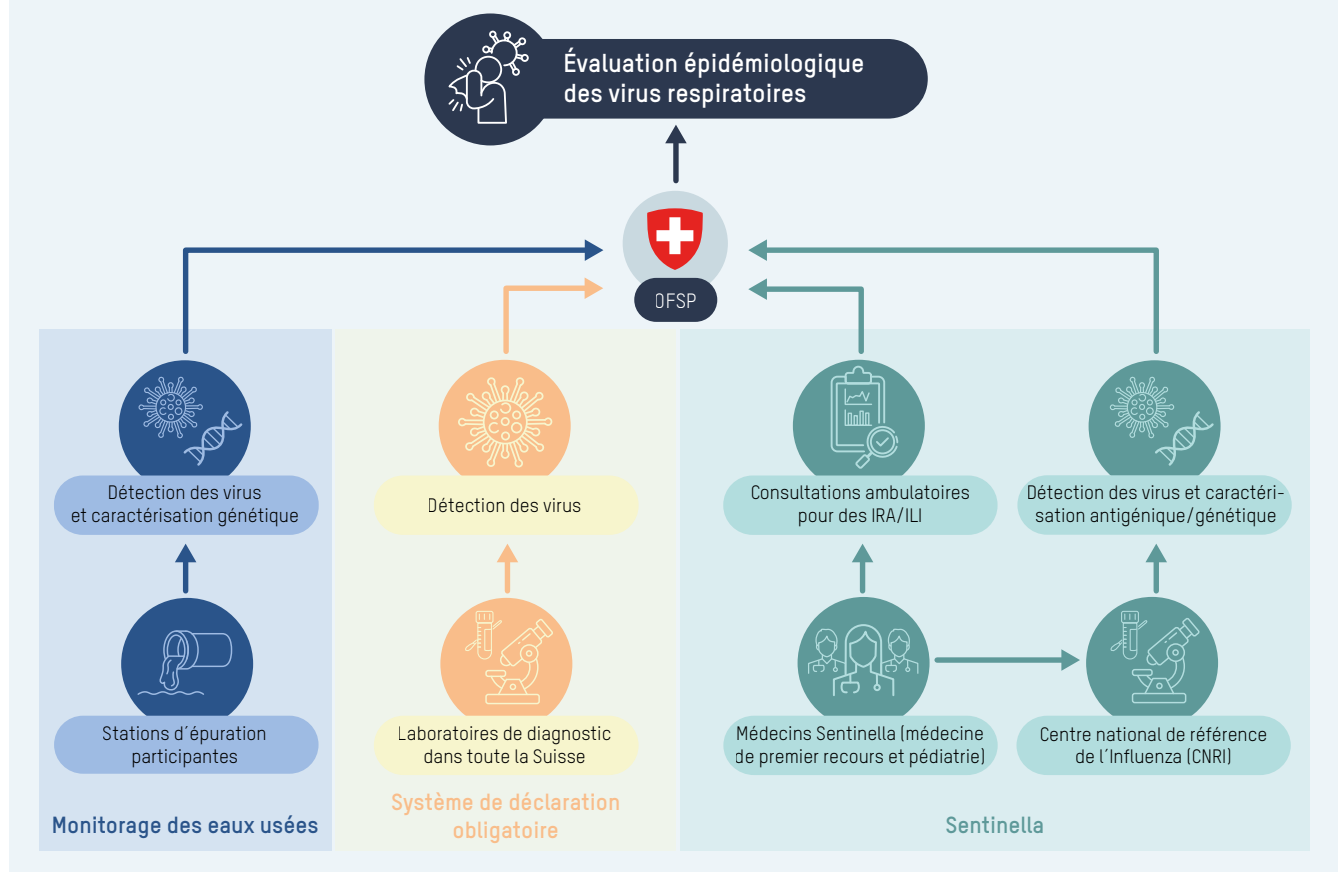 Évaluation épidémiologique
des virus respiratoires
OFSP
Détection des virus
et caractérisation génétique
Détection des virus
Consultations ambulatoires
pour des IRA/ILI
Détection des virus et caractéri-
sation antigénique/génétique
Stations d'épuration
participantes
Laboratoires de diagnostic
dans toute la Suisse
Médecins Sentinella (médecine
de premier recours et pédiatrie)
Centre national de référence
de l'Influenza (CNRI)
Monitorage des eaux usées
Système de déclaration
obligatoire
Sentinella